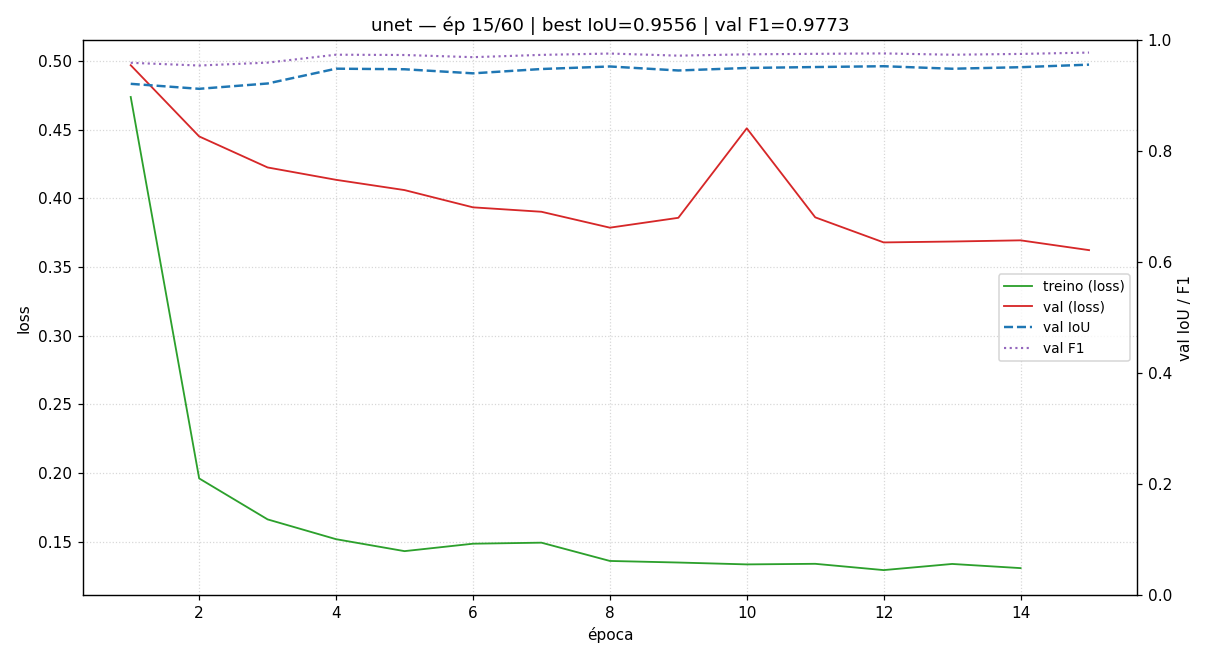 unet — ép 15/60 | best IoU=0.9556 | val F1=0.9773
0.50
0.45
0.40
0.35
0.30
0.25
0.20
0.15
loss
1.0
0.8
0.6
0.4
0.2
0.0
val IoU / F1
treino (loss)
val (loss)
val IoU
val F1
2 4 6 8 10 12 14
época